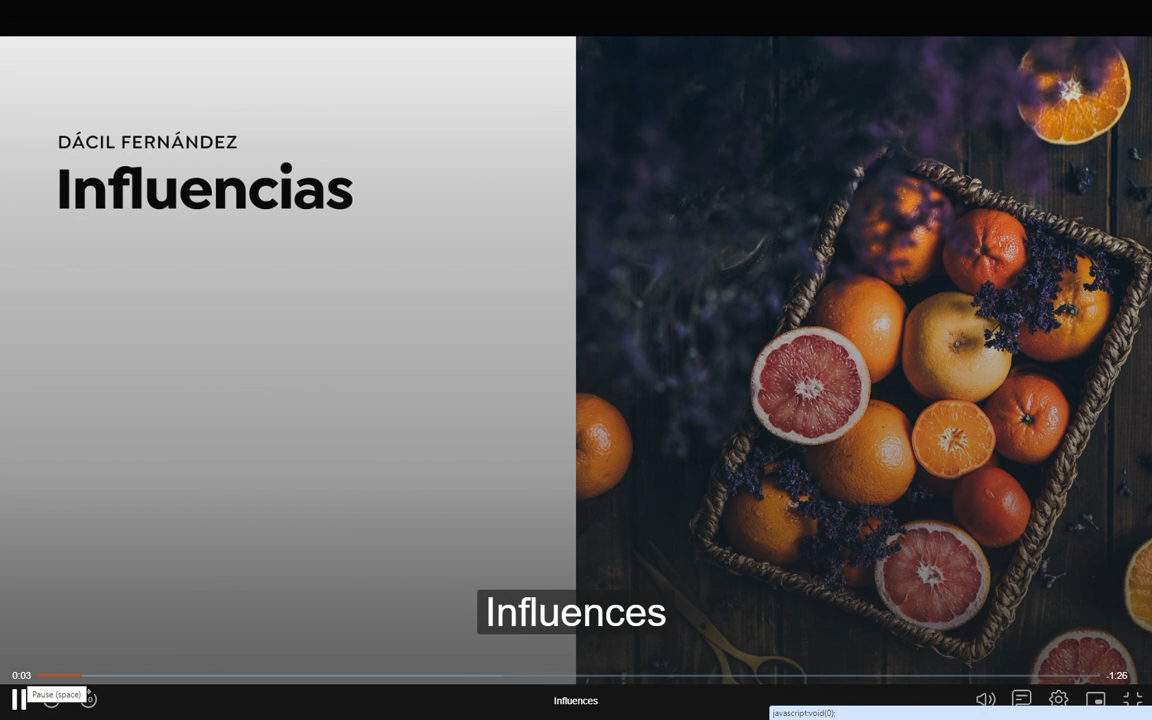 DÁCIL FERNÁNDEZ
Influencias
Influences
0:03
-1:26
Pause (space)
Influences
javascript:void(0);